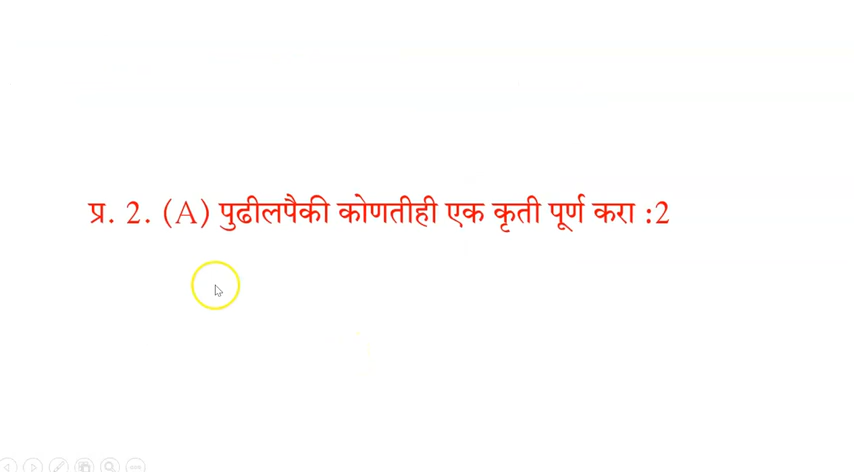 प्र. 2. (A) पुढीलपैकी कोणतीही एक कृती पूर्ण करा :2